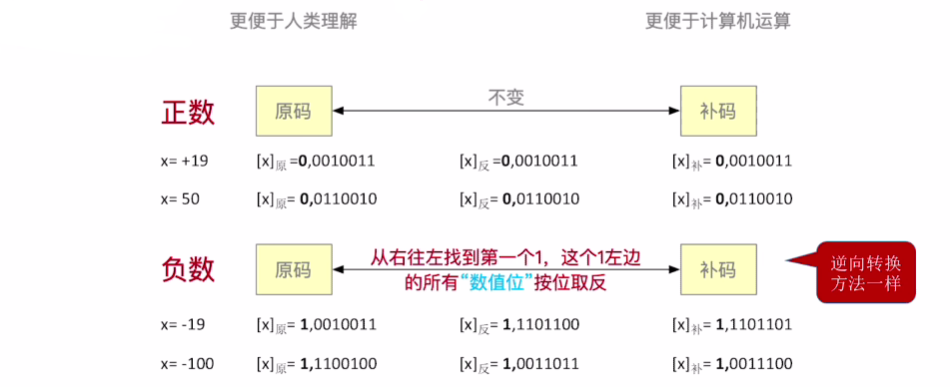 更便于人类理解 更便于计算机运算
正数 原码 不变 补码
x= +19 [x]原 =0,0010011 [x]反 =0,0010011 [x]补= 0,0010011
x= 50 [x]原= 0,0110010 [x]反= 0,0110010 [x]补= 0,0110010
负数 原码 从右往左找到第一个1，这个1左边 补码 逆向转换
的所有“数值位”按位取反 方法一样
x= -19 [x]原= 1,0010011 [x]反= 1,1101100 [x]补= 1,1101101
x= -100 [x]原= 1,1100100 [x]反= 1,0011011 [x]补= 1,0011100